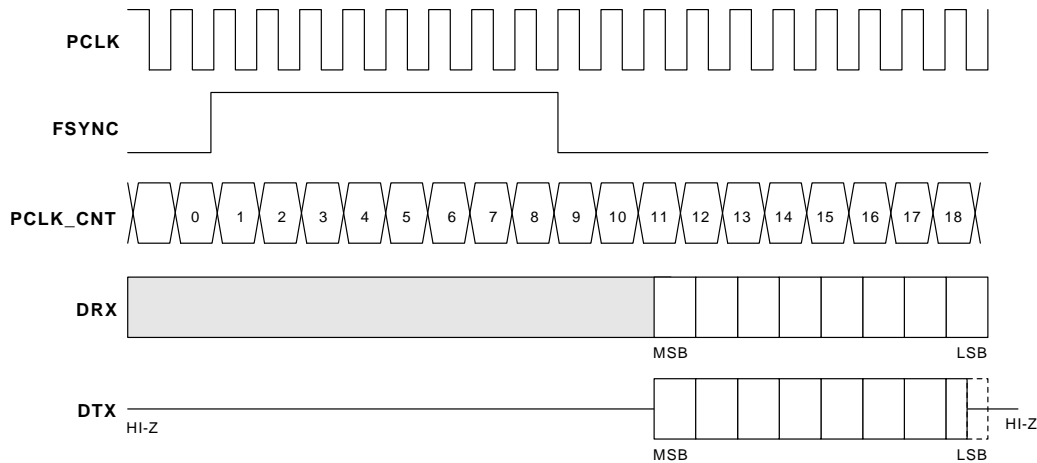 PCLK
FSYNC
PCLK_CNT 0 1 2 3 4 5 6 7 8 9 10 11 12 13 14 15 16 17 18
DRX
MSB LSB
DTX
HI-Z HI-Z
MSB LSB